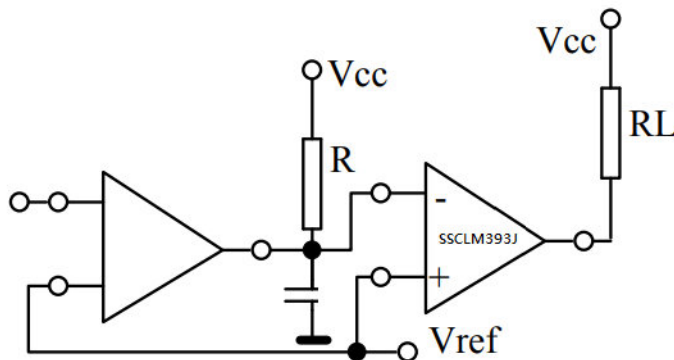 Vcc
Vcc
R
RL
-
SSCLM393J
+
Vref